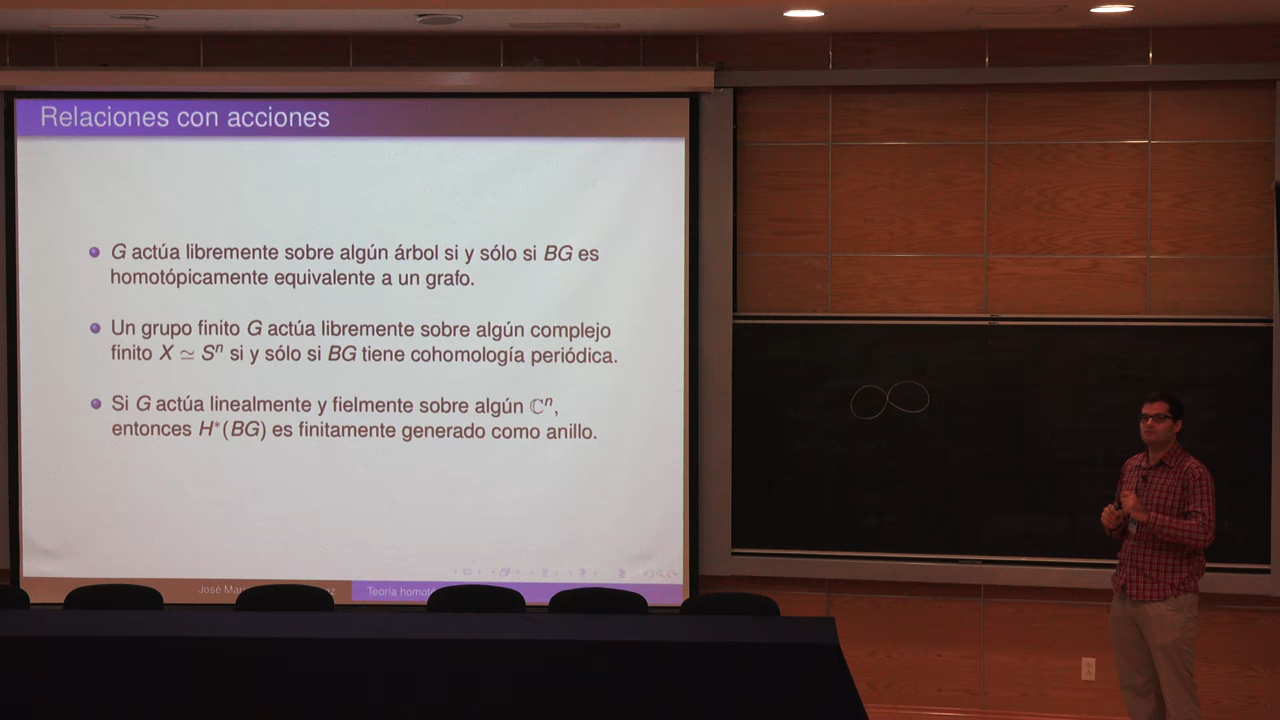 Relaciones con acciones
G actúa libremente sobre algún árbol si y sólo si BG es
homotópicamente equivalente a un grafo.
Un grupo finito G actúa libremente sobre algún complejo
finito X ≃ Sⁿ si y sólo si BG tiene cohomología periódica.
Si G actúa linealmente y fielmente sobre algún ℂⁿ,
entonces H*(BG) es finitamente generado como anillo.
José
Teoría